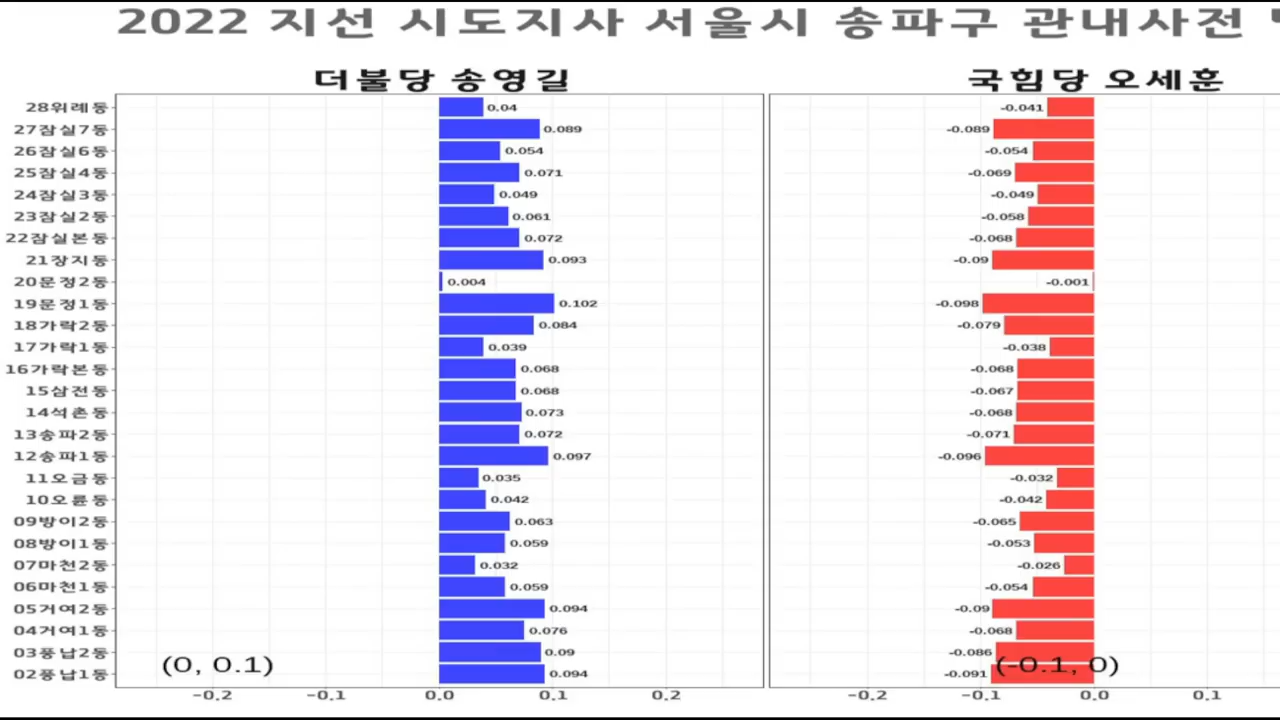 2022 지선 시도지사 서울시 송파구 관내사전
더불당 송영길
국힘당 오세훈
28위례동 0.04 -0.041
27잠실7동 0.089 -0.089
26잠실6동 0.054 -0.054
25잠실4동 0.071 -0.069
24잠실3동 0.049 -0.049
23잠실2동 0.061 -0.058
22잠실본동 0.072 -0.068
21장지동 0.093 -0.09
20문정2동 0.004 -0.001
19문정1동 0.102 -0.098
18가락2동 0.084 -0.079
17가락1동 0.039 -0.038
16가락본동 0.068 -0.068
15삼전동 0.068 -0.067
14석촌동 0.073 -0.068
13송파2동 0.072 -0.071
12송파1동 0.097 -0.096
11오금동 0.035 -0.032
10오륜동 0.042 -0.042
09방이2동 0.063 -0.065
08방이1동 0.059 -0.053
07마천2동 0.032 -0.026
06마천1동 0.059 -0.054
05거여2동 0.094 -0.09
04거여1동 0.076 -0.068
03풍납2동 0.09 -0.086
02풍납1동 0.094 -0.091
(0, 0.1) (-0.1, 0)
-0.2 -0.1 0.0 0.1 0.2 -0.2 -0.1 0.0 0.1